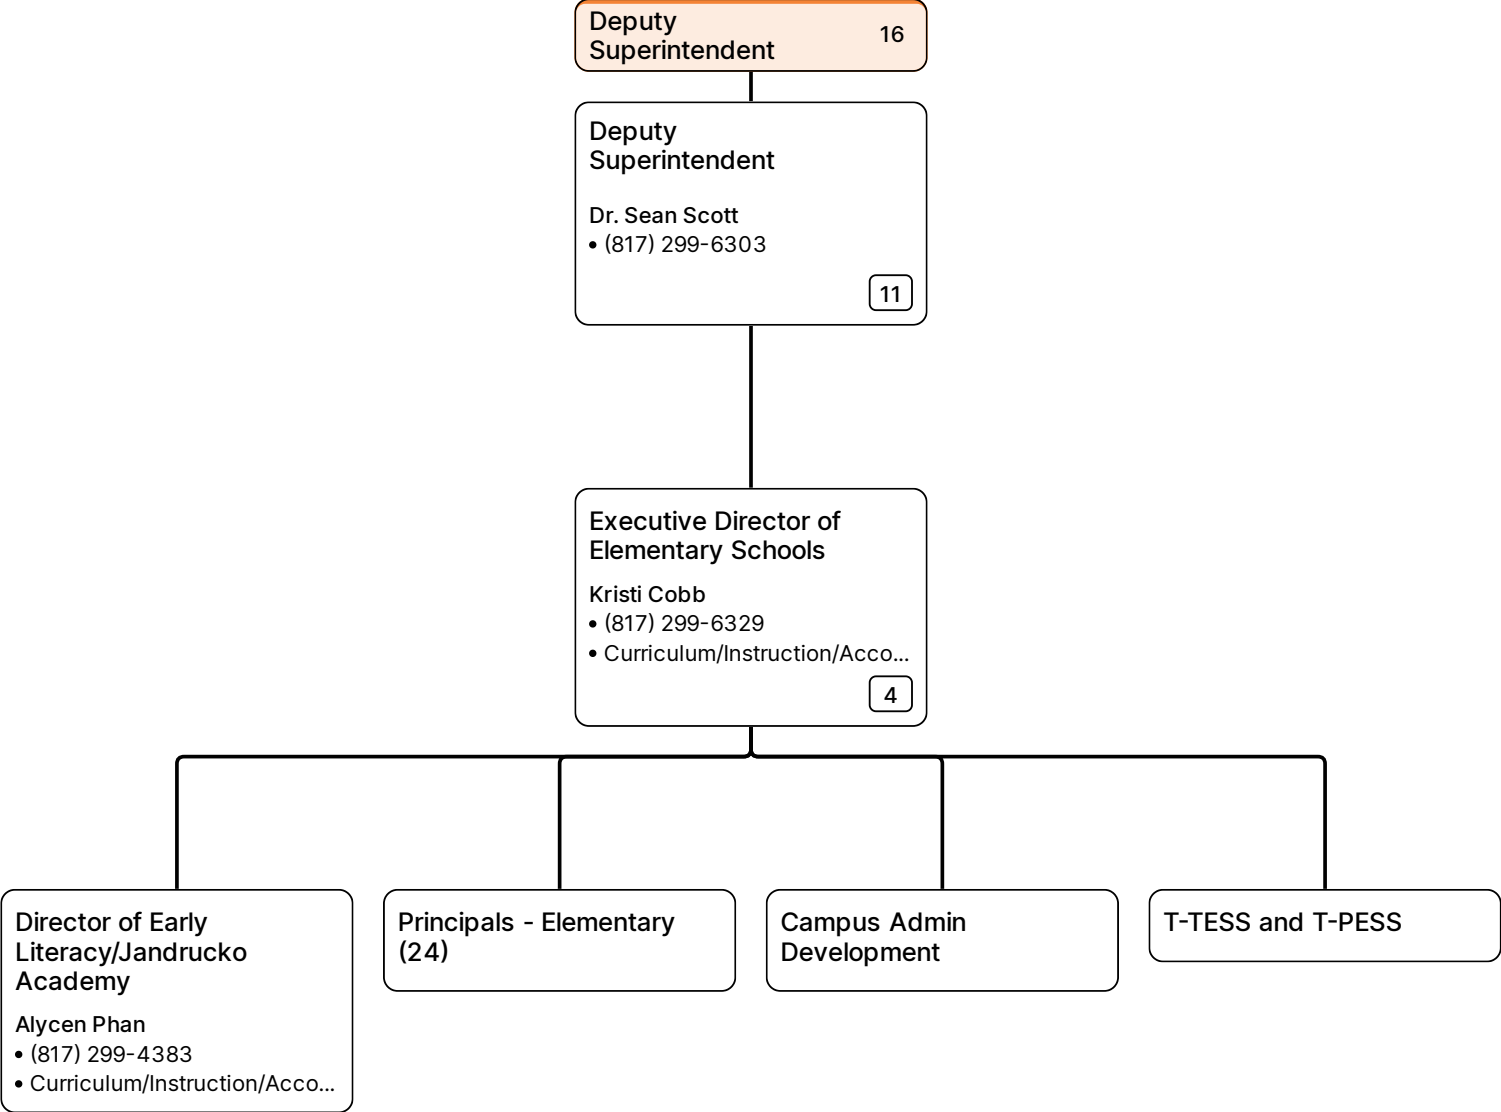 Deputy
Superintendent
16
Deputy
Superintendent
Dr. Sean Scott
• (817) 299-6303
11
Executive Director of
Elementary Schools
Kristi Cobb
• (817) 299-6329
• Curriculum/Instruction/Acco...
4
Director of Early
Literacy/Jandrucko
Academy
Alycen Phan
• (817) 299-4383
• Curriculum/Instruction/Acco...
Principals - Elementary
(24)
Campus Admin
Development
T-TESS and T-PESS